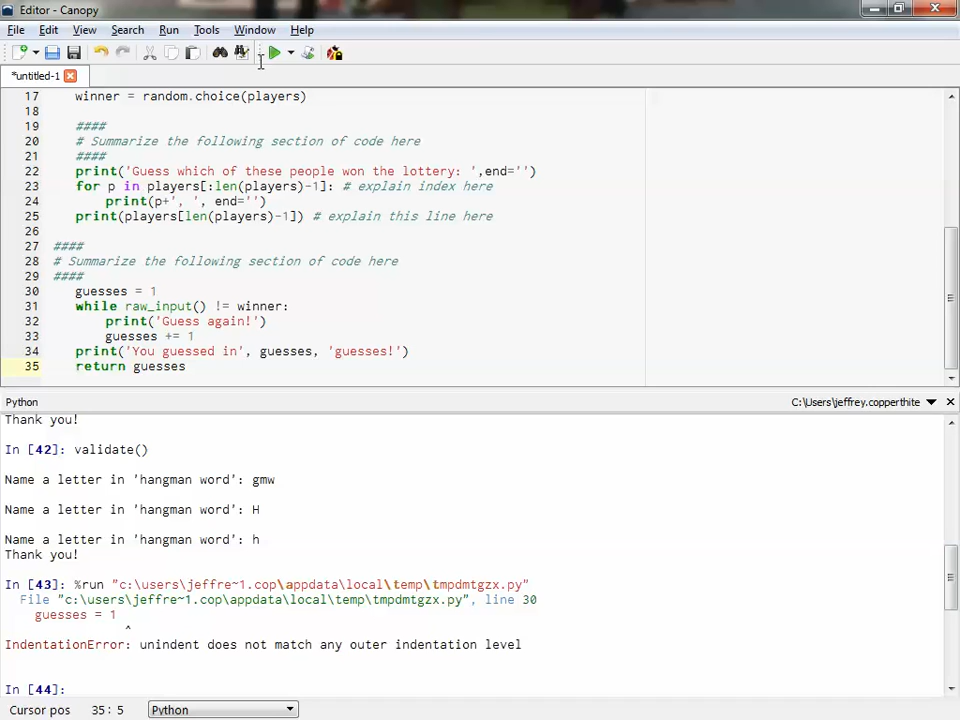 Editor - Canopy
File Edit View Search Run Tools Window Help
*untitled-1
17 winner = random.choice(players)
18
19 ####
20 # Summarize the following section of code here
21 ####
22 print('Guess which of these people won the lottery: ',end='')
23 for p in players[:len(players)-1]: # explain index here
24 print(p+', ', end='')
25 print(players[len(players)-1]) # explain this line here
26
27 ####
28 # Summarize the following section of code here
29 ####
30 guesses = 1
31 while raw_input() != winner:
32 print('Guess again!')
33 guesses += 1
34 print('You guessed in', guesses, 'guesses!')
35 return guesses
Python C:\Users\jeffrey.copperthite
Thank you!
In [42]: validate()
Name a letter in 'hangman word': gmw
Name a letter in 'hangman word': H
Name a letter in 'hangman word': h
Thank you!
In [43]: %run "c:\users\jeffre~1.cop\appdata\local\temp\tmpdmtgzx.py"
File "c:\users\jeffre~1.cop\appdata\local\temp\tmpdmtgzx.py", line 30
guesses = 1
^
IndentationError: unindent does not match any outer indentation level
In [44]:
Cursor pos 35: 5 Python